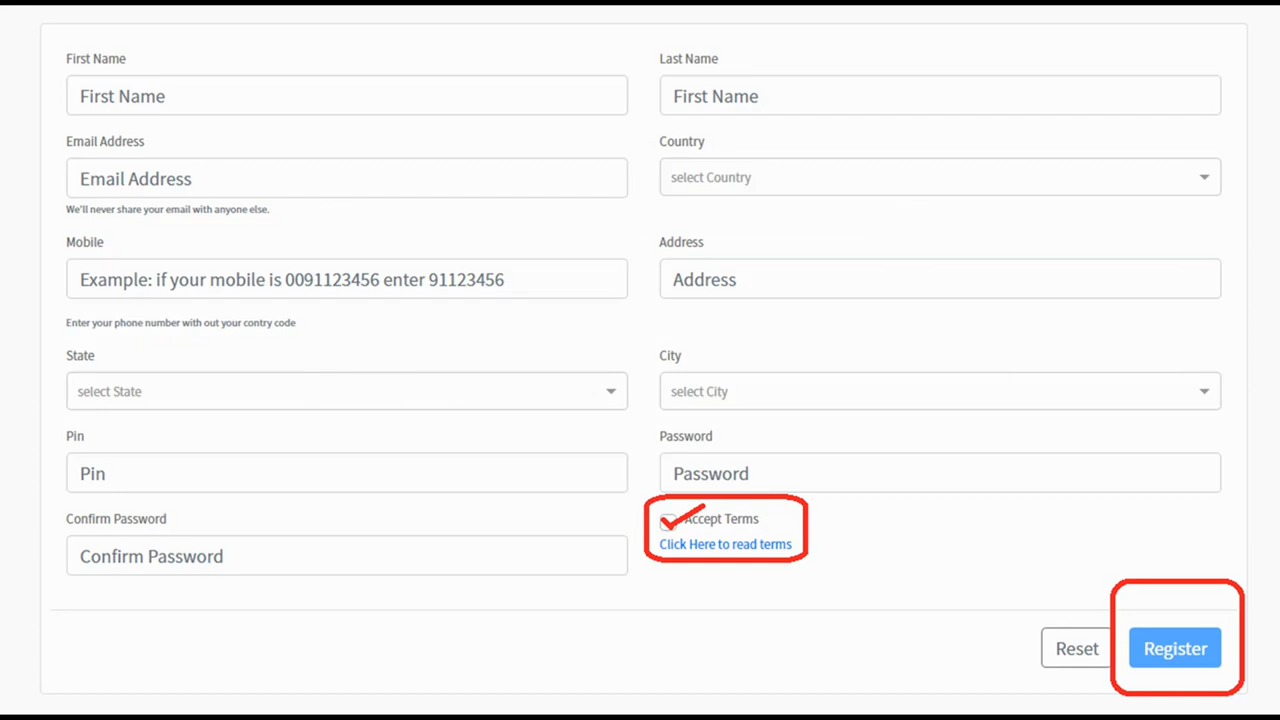 First Name
Last Name
First Name
First Name
Email Address
Country
Email Address
select Country
We'll never share your email with anyone else.
Mobile
Address
Example: if your mobile is 0091123456 enter 91123456
Address
Enter your phone number with out your contry code
State
City
select State
select City
Pin
Password
Pin
Password
Confirm Password
Accept Terms
Click Here to read terms
Confirm Password
Reset
Register